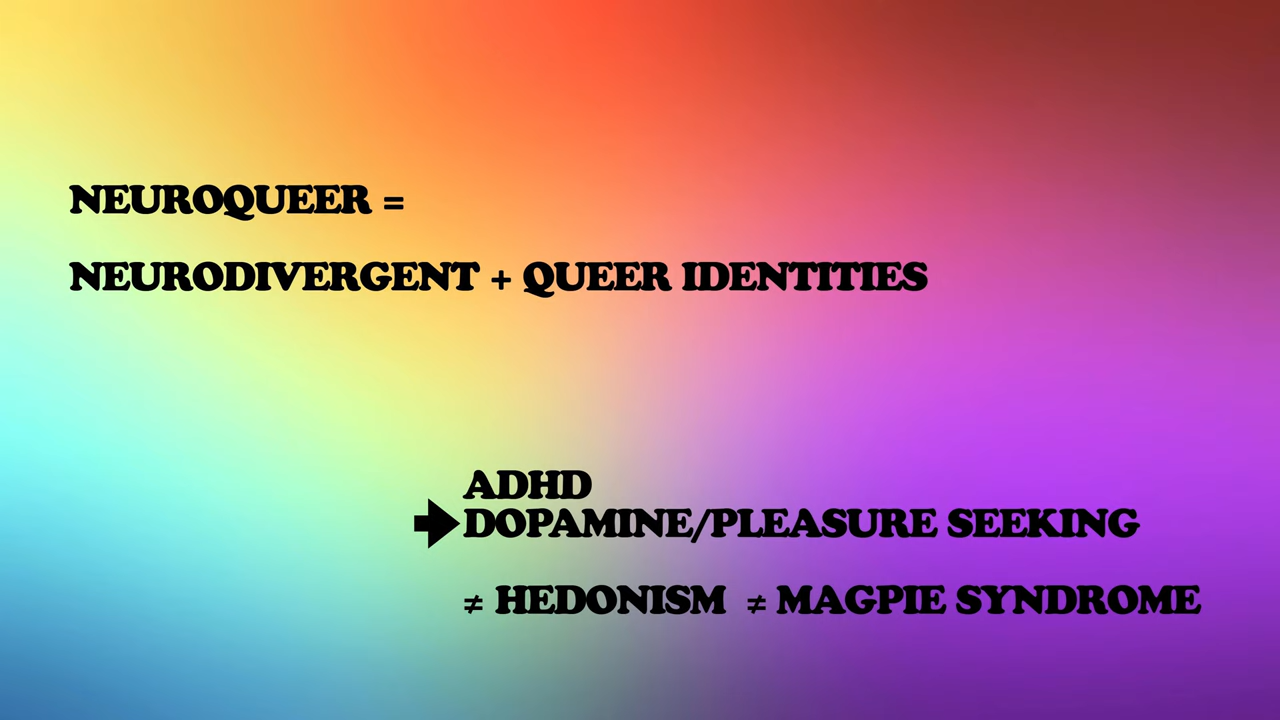 NEUROQUEER =
NEURODIVERGENT + QUEER IDENTITIES
ADHD
DOPAMINE/PLEASURE SEEKING
≠ HEDONISM ≠ MAGPIE SYNDROME